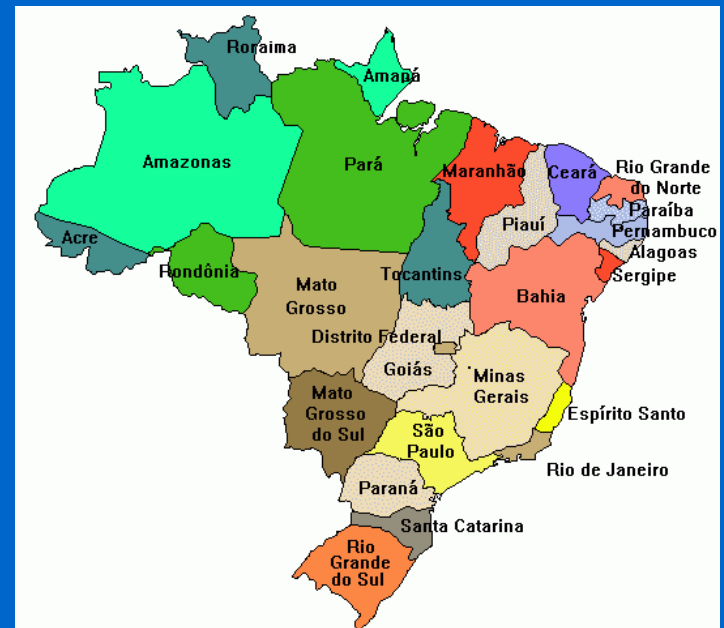 Roraima
Amapá
Amazonas
Pará
Maranhão
Ceará
Rio Grande
do Norte
Piauí
Paraíba
Pernambuco
Acre
Alagoas
Rondônia
Tocantins
Sergipe
Mato
Grosso
Bahia
Distrito Federal
Goiás
Minas
Gerais
Mato
Grosso
do Sul
Espírito Santo
São
Paulo
Rio de Janeiro
Paraná
Santa Catarina
Rio
Grande
do Sul